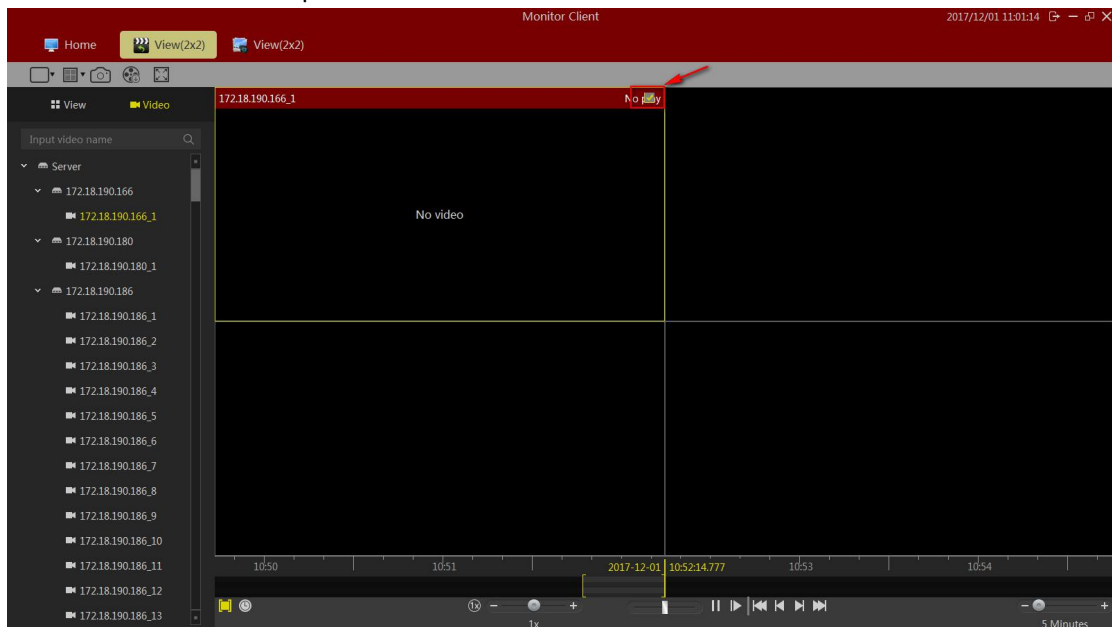 Monitor Client
2017/12/01 11:01:14
Home View(2x2) View(2x2)
View Video
172.18.190.166_1 No play
Input video name
Server
172.18.190.166
172.18.190.166_1
172.18.190.180
172.18.190.180_1
172.18.190.186
172.18.190.186_1
172.18.190.186_2
172.18.190.186_3
172.18.190.186_4
172.18.190.186_5
172.18.190.186_6
172.18.190.186_7
172.18.190.186_8
172.18.190.186_9
172.18.190.186_10
172.18.190.186_11
172.18.190.186_12
172.18.190.186_13
No video
10:50 10:51 2017-12-01 10:52:14.777 10:53 10:54
1x
1x
5 Minutes